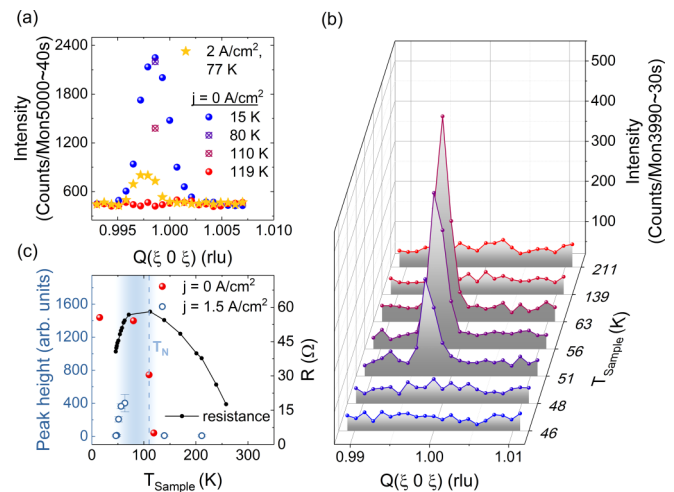 (a)
Intensity
(Counts/Mon5000~40s)
2400
1800
1200
600
0.995 1.000 1.005 1.010
Q(ξ 0 ξ) (rlu)
2 A/cm²,
77 K
j = 0 A/cm²
15 K
80 K
110 K
119 K
(b)
500
400
300
200
100
Intensity
(Counts/Mon3990~30s)
211
139
63
56
51
48
46
T_Sample (K)
0.99 1.00 1.01
Q(ξ 0 ξ) (rlu)
(c)
Peak height (arb. units)
1600
1200
800
400
0
j = 0 A/cm²
j = 1.5 A/cm²
T_N
resistance
60
45
30
15
0
R (Ω)
0 100 200 300
T_Sample (K)